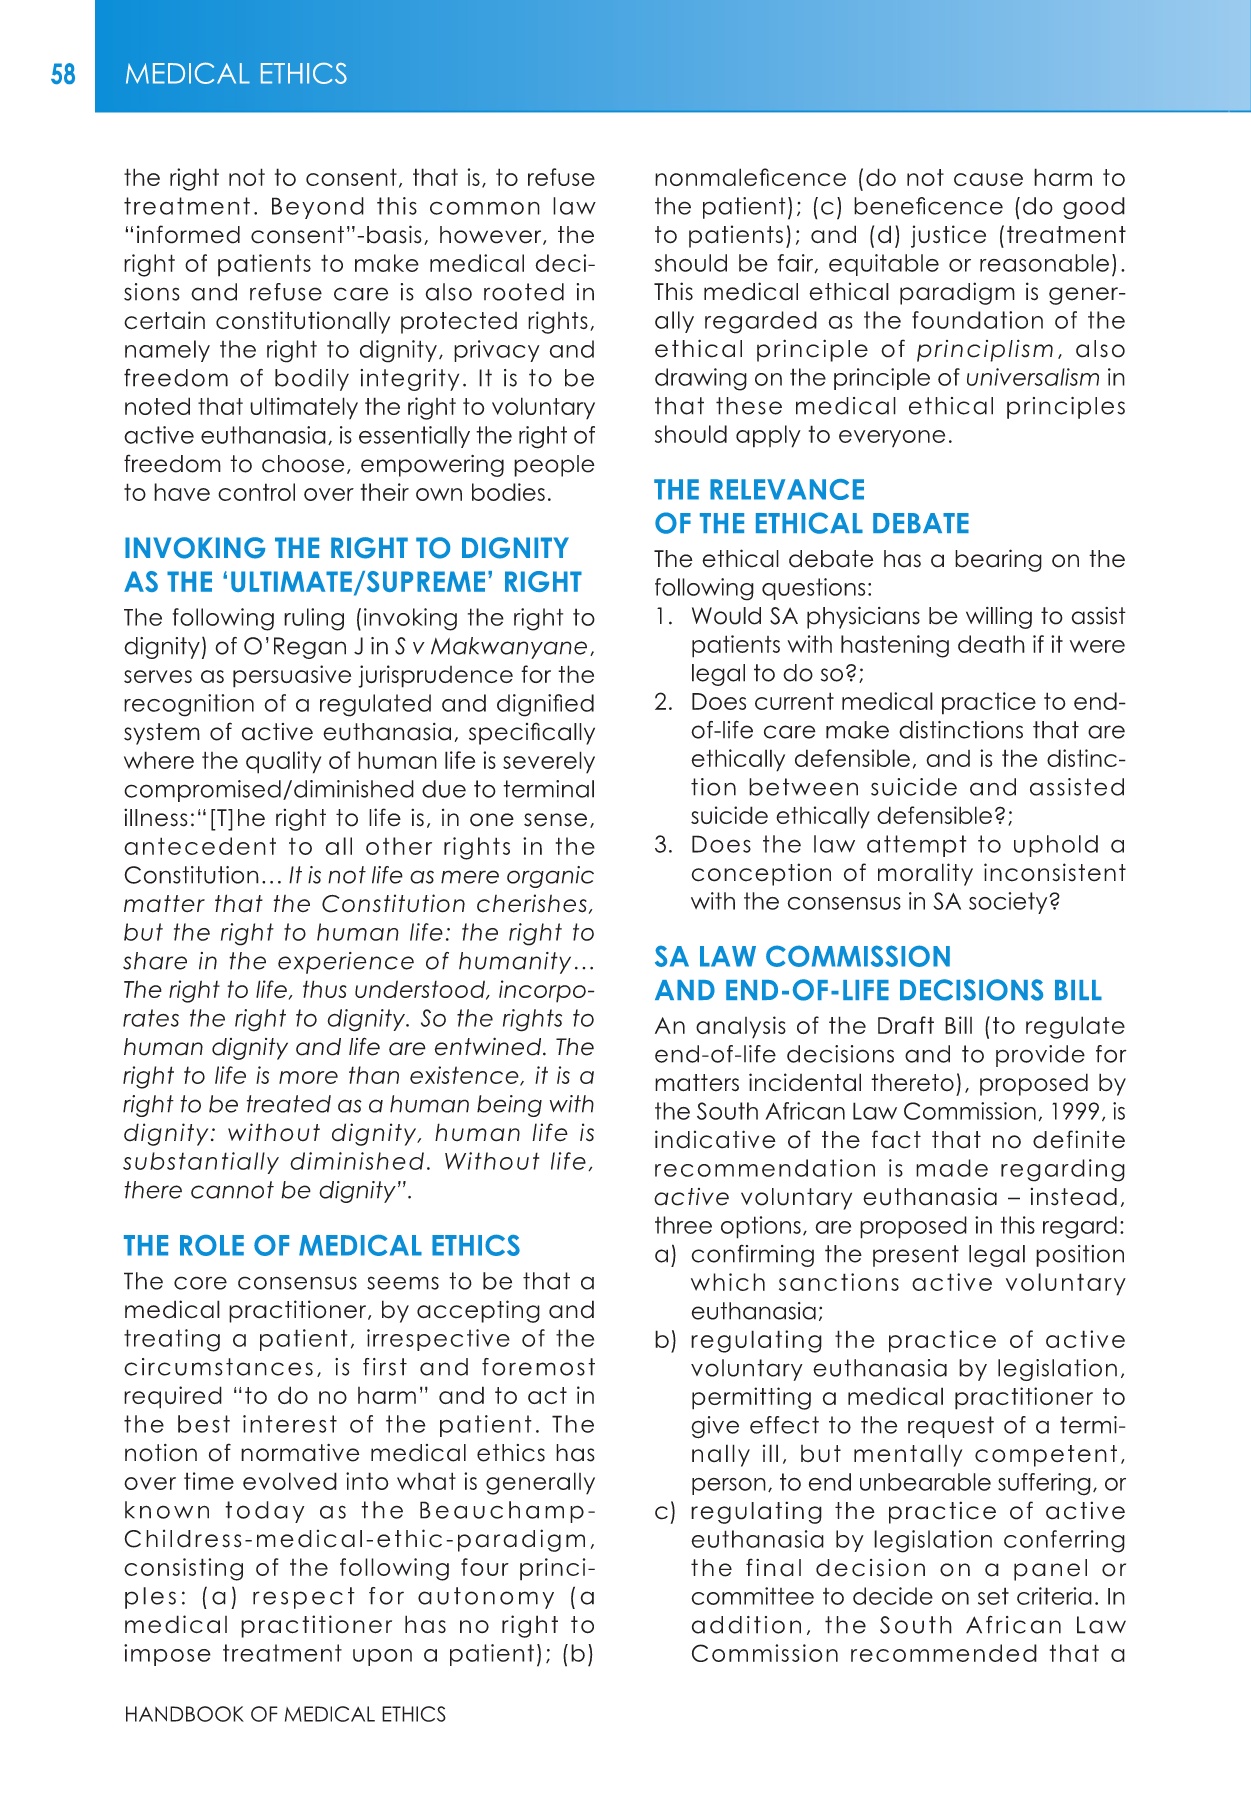 58
MEDICAL ETHICS
the right not to consent, that is, to refuse
treatment. Beyond this common law
“informed consent”-basis, however, the
right of patients to make medical deci-
sions and refuse care is also rooted in
certain constitutionally protected rights,
namely the right to dignity, privacy and
freedom of bodily integrity. It is to be
noted that ultimately the right to voluntary
active euthanasia, is essentially the right of
freedom to choose, empowering people
to have control over their own bodies.
INVOKING THE RIGHT TO DIGNITY
AS THE ‘ULTIMATE/SUPREME’ RIGHT
The following ruling (invoking the right to
dignity) of O’Regan J in S v Makwanyane,
serves as persuasive jurisprudence for the
recognition of a regulated and dignified
system of active euthanasia, specifically
where the quality of human life is severely
compromised/diminished due to terminal
illness:“[T]he right to life is, in one sense,
antecedent to all other rights in the
Constitution… It is not life as mere organic
matter that the Constitution cherishes,
but the right to human life: the right to
share in the experience of humanity…
The right to life, thus understood, incorpo-
rates the right to dignity. So the rights to
human dignity and life are entwined. The
right to life is more than existence, it is a
right to be treated as a human being with
dignity: without dignity, human life is
substantially diminished. Without life,
there cannot be dignity”.
THE ROLE OF MEDICAL ETHICS
The core consensus seems to be that a
medical practitioner, by accepting and
treating a patient, irrespective of the
circumstances, is first and foremost
required “to do no harm” and to act in
the best interest of the patient. The
notion of normative medical ethics has
over time evolved into what is generally
known today as the Beauchamp-
Childress-medical-ethic-paradigm,
consisting of the following four princi-
ples: (a) respect for autonomy (a
medical practitioner has no right to
impose treatment upon a patient); (b)
nonmaleficence (do not cause harm to
the patient); (c) beneficence (do good
to patients); and (d) justice (treatment
should be fair, equitable or reasonable).
This medical ethical paradigm is gener-
ally regarded as the foundation of the
ethical principle of principlism, also
drawing on the principle of universalism in
that these medical ethical principles
should apply to everyone.
THE RELEVANCE
OF THE ETHICAL DEBATE
The ethical debate has a bearing on the
following questions:
1. Would SA physicians be willing to assist
patients with hastening death if it were
legal to do so?;
2. Does current medical practice to end-
of-life care make distinctions that are
ethically defensible, and is the distinc-
tion between suicide and assisted
suicide ethically defensible?;
3. Does the law attempt to uphold a
conception of morality inconsistent
with the consensus in SA society?
SA LAW COMMISSION
AND END-OF-LIFE DECISIONS BILL
An analysis of the Draft Bill (to regulate
end-of-life decisions and to provide for
matters incidental thereto), proposed by
the South African Law Commission, 1999, is
indicative of the fact that no definite
recommendation is made regarding
active voluntary euthanasia – instead,
three options, are proposed in this regard:
a) confirming the present legal position
which sanctions active voluntary
euthanasia;
b) regulating the practice of active
voluntary euthanasia by legislation,
permitting a medical practitioner to
give effect to the request of a termi-
nally ill, but mentally competent,
person, to end unbearable suffering, or
c) regulating the practice of active
euthanasia by legislation conferring
the final decision on a panel or
committee to decide on set criteria. In
addition, the South African Law
Commission recommended that a
HANDBOOK OF MEDICAL ETHICS